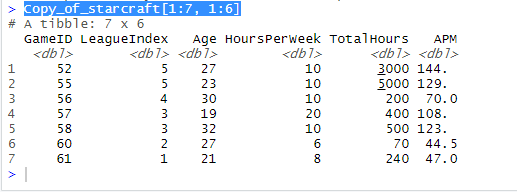 > Copy_of_starcraft[1:7, 1:6]
# A tibble: 7 x 6
  GameID LeagueIndex   Age HoursPerWeek TotalHours   APM
   <dbl>       <dbl> <dbl>        <dbl>      <dbl> <dbl>
1     52           5    27           10       3000 144.
2     55           5    23           10       5000 129.
3     56           4    30           10        200  70.0
4     57           3    19           20        400 108.
5     58           3    32           10        500 123.
6     60           2    27            6         70  44.5
7     61           1    21            8        240  47.0
>